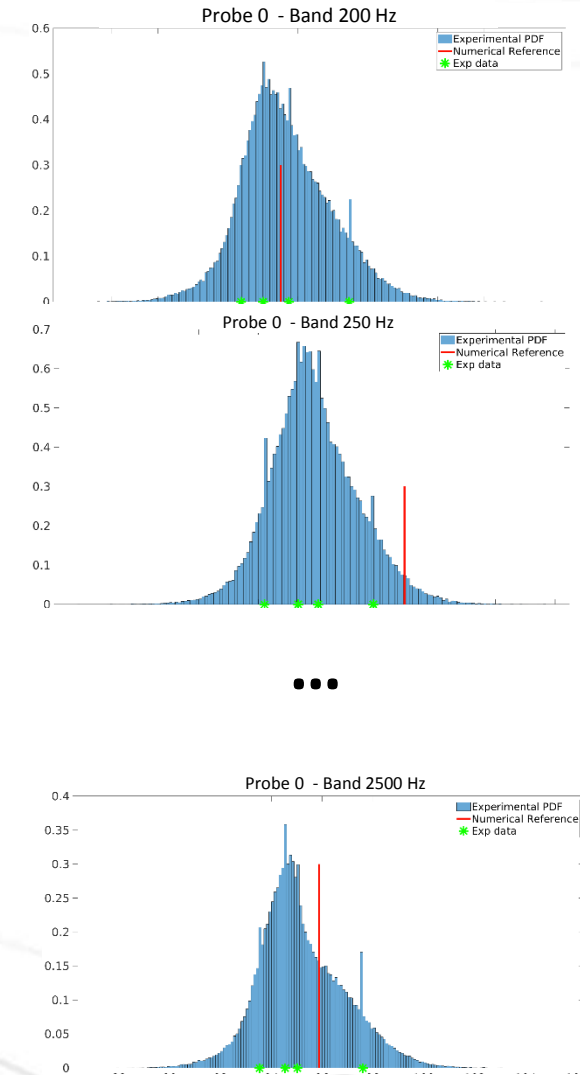 Probe 0 - Band 200 Hz
0.6
0.5
0.4
0.3
0.2
0.1
0
Experimental PDF
Numerical Reference
Exp data
Probe 0 - Band 250 Hz
0.7
0.6
0.5
0.4
0.3
0.2
0.1
0
Experimental PDF
Numerical Reference
Exp data
...
Probe 0 - Band 2500 Hz
0.4
0.35
0.3
0.25
0.2
0.15
0.1
0.05
0
Experimental PDF
Numerical Reference
Exp data